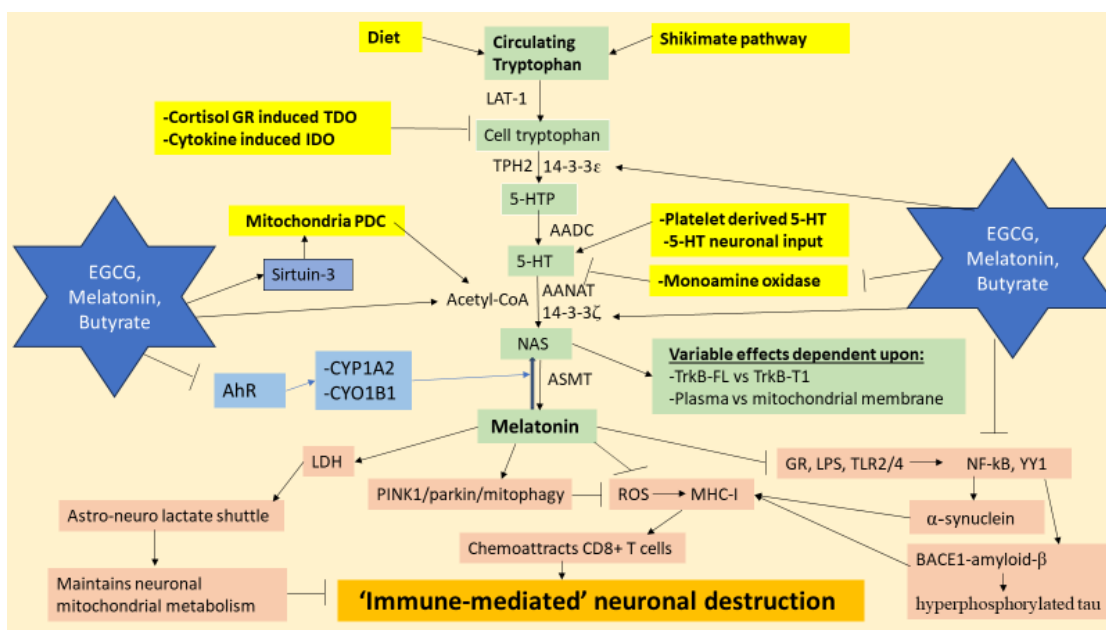 Diet
Circulating
Tryptophan
Shikimate pathway
LAT-1
-Cortisol GR induced TDO
-Cytokine induced IDO
Cell tryptophan
TPH2
14-3-3ε
5-HTP
Mitochondria PDC
AADC
-Platelet derived 5-HT
-5-HT neuronal input
EGCG,
Melatonin,
Butyrate
Sirtuin-3
5-HT
-Monoamine oxidase
EGCG,
Melatonin,
Butyrate
Acetyl-CoA
AANAT
14-3-3ζ
NAS
Variable effects dependent upon:
-TrkB-FL vs TrkB-T1
-Plasma vs mitochondrial membrane
AhR
-CYP1A2
-CYO1B1
ASMT
Melatonin
LDH
GR, LPS, TLR2/4
NF-kB, YY1
PINK1/parkin/mitophagy
ROS
MHC-I
Astro-neuro lactate shuttle
α-synuclein
Chemoattracts CD8+ T cells
BACE1-amyloid-β
hyperphosphorylated tau
Maintains neuronal
mitochondrial metabolism
‘Immune-mediated’ neuronal destruction